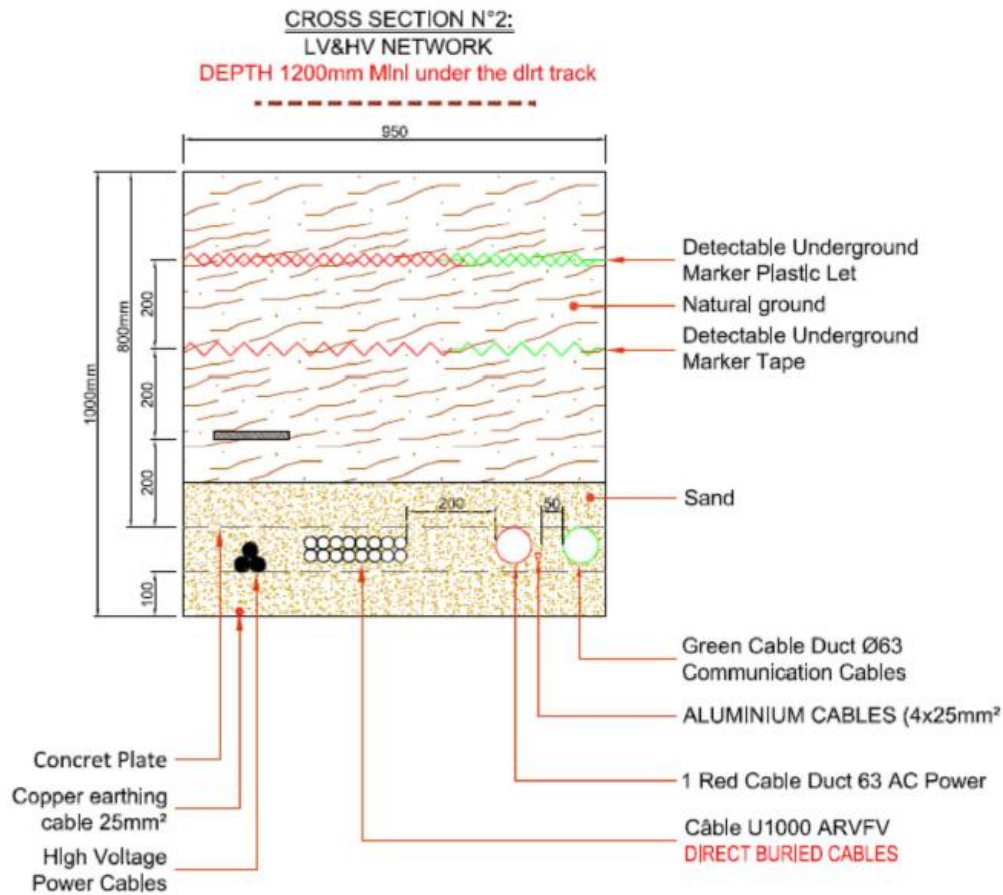 CROSS SECTION N°2:
LV&HV NETWORK
DEPTH 1200mm Mini under the dirt track
950
1000mm
800mm
200
200
200
100
200
50
Detectable Underground
Marker Plastic Let
Natural ground
Detectable Underground
Marker Tape
Sand
Green Cable Duct Ø63
Communication Cables
ALUMINIUM CABLES (4x25mm²
1 Red Cable Duct 63 AC Power
Câble U1000 ARVFV
DIRECT BURIED CABLES
Concret Plate
Copper earthing
cable 25mm²
High Voltage
Power Cables